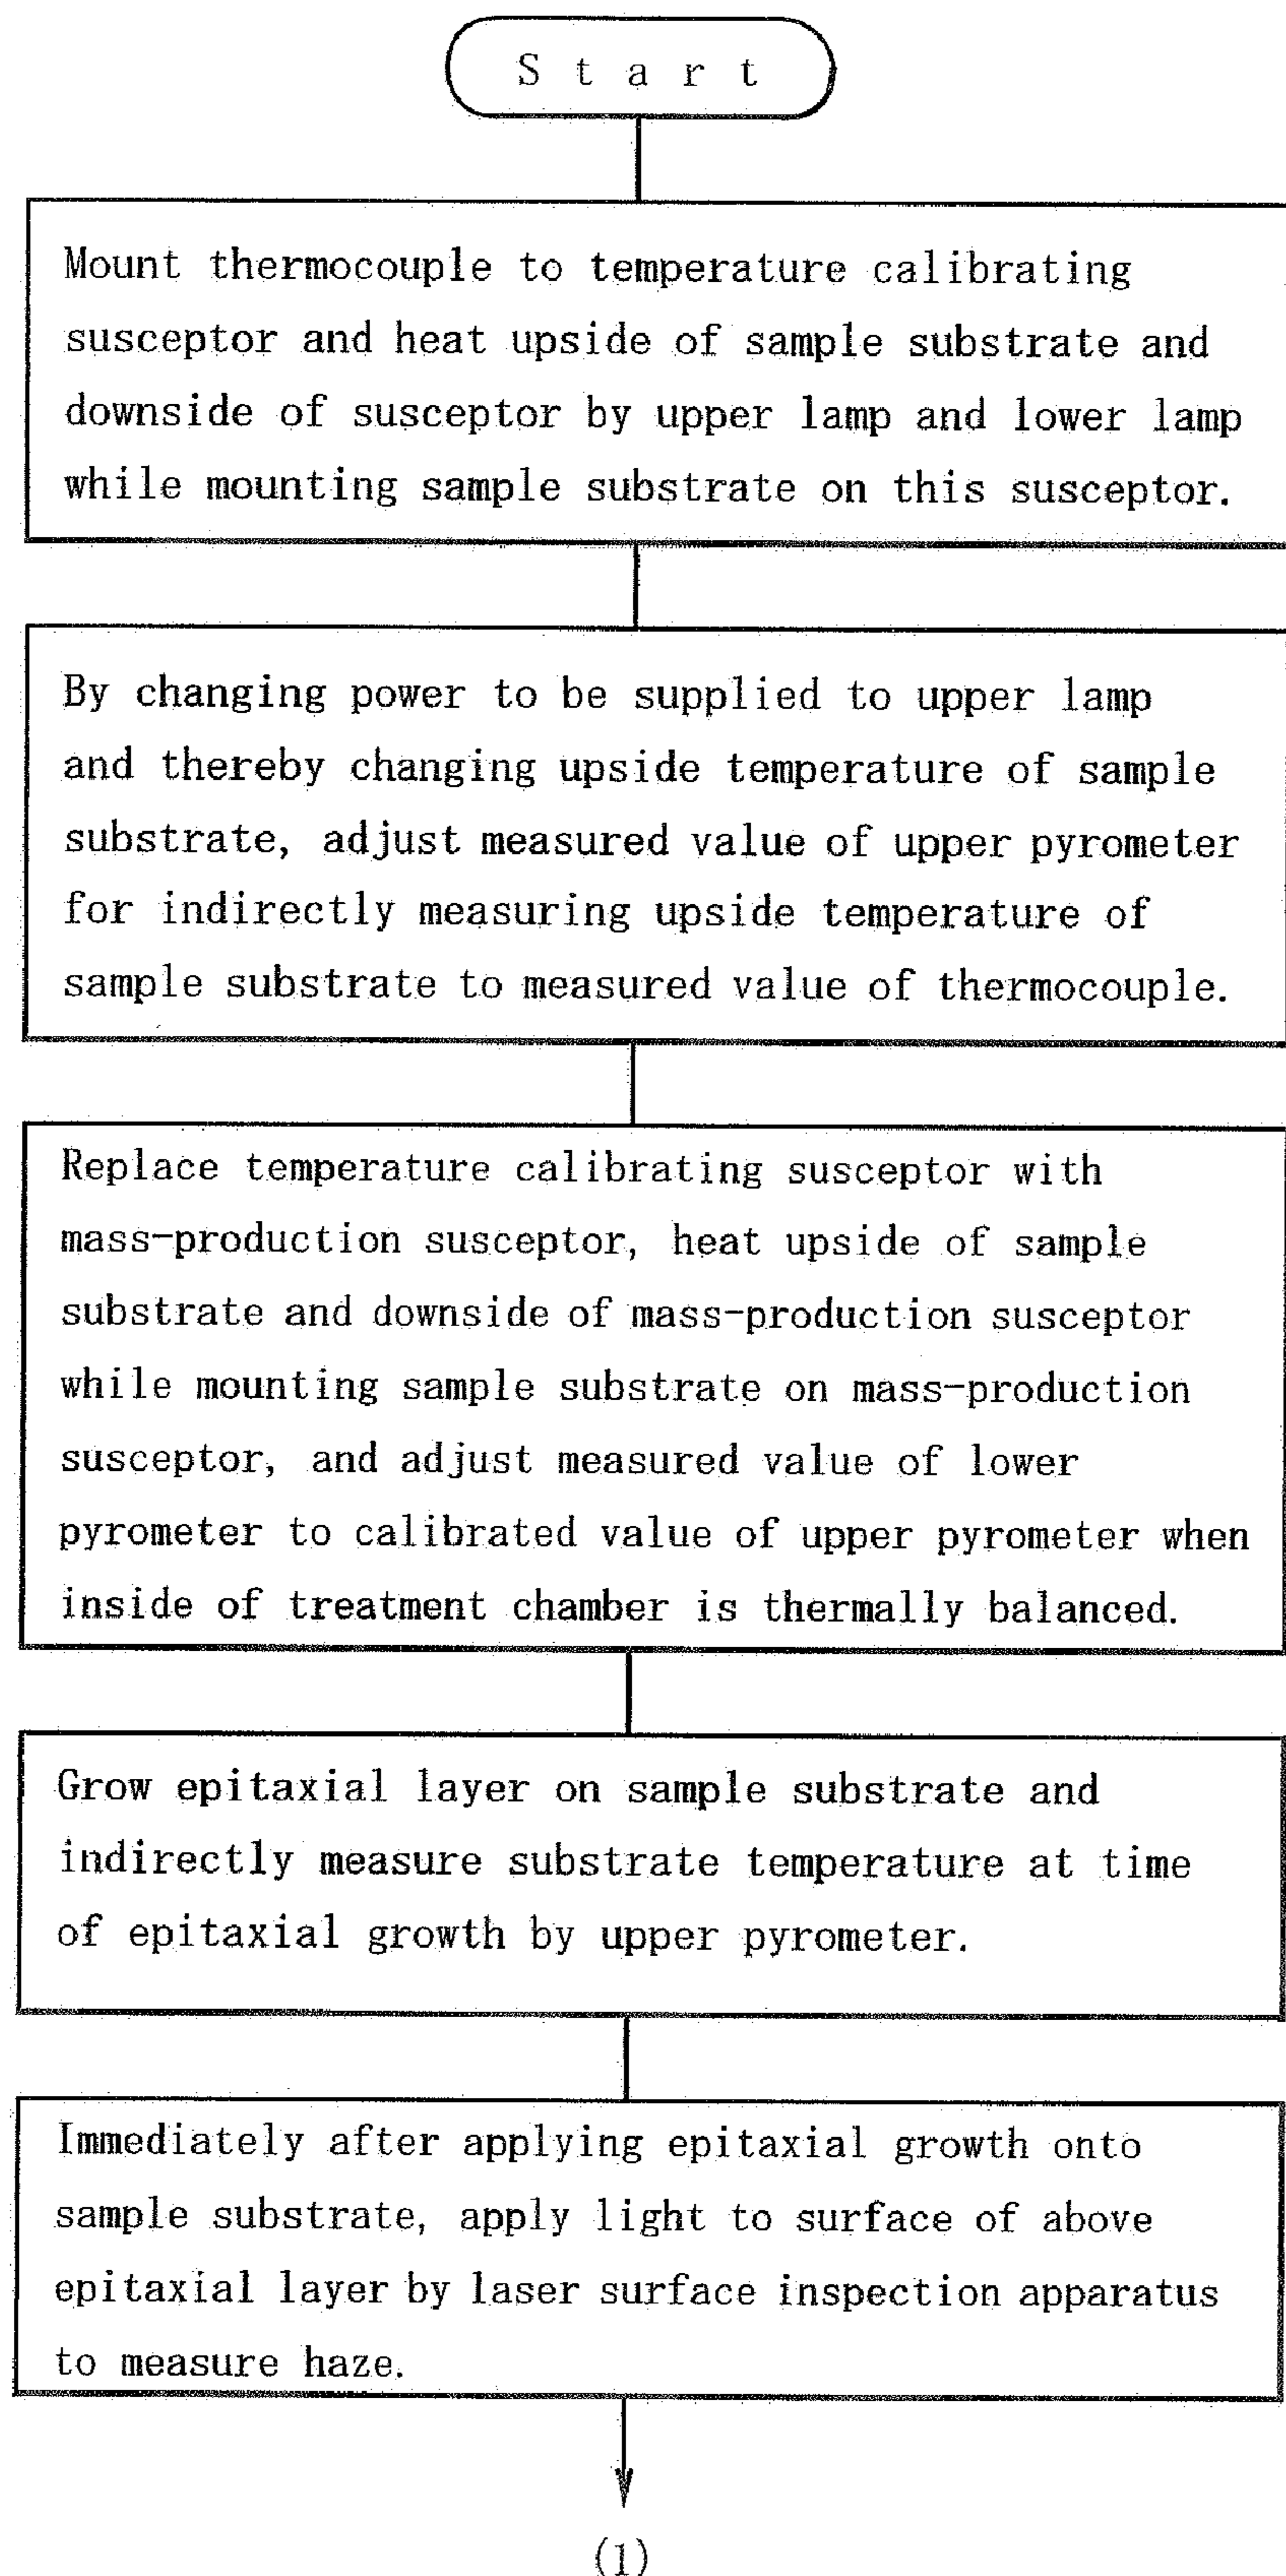 Start
Mount thermocouple to temperature calibrating
susceptor and heat upside of sample substrate and
downside of susceptor by upper lamp and lower lamp
while mounting sample substrate on this susceptor.
By changing power to be supplied to upper lamp
and thereby changing upside temperature of sample
substrate, adjust measured value of upper pyrometer
for indirectly measuring upside temperature of
sample substrate to measured value of thermocouple.
Replace temperature calibrating susceptor with
mass-production susceptor, heat upside of sample
substrate and downside of mass-production susceptor
while mounting sample substrate on mass-production
susceptor, and adjust measured value of lower
pyrometer to calibrated value of upper pyrometer when
inside of treatment chamber is thermally balanced.
Grow epitaxial layer on sample substrate and
indirectly measure substrate temperature at time
of epitaxial growth by upper pyrometer.
Immediately after applying epitaxial growth onto
sample substrate, apply light to surface of above
epitaxial layer by laser surface inspection apparatus
to measure haze.
(1)